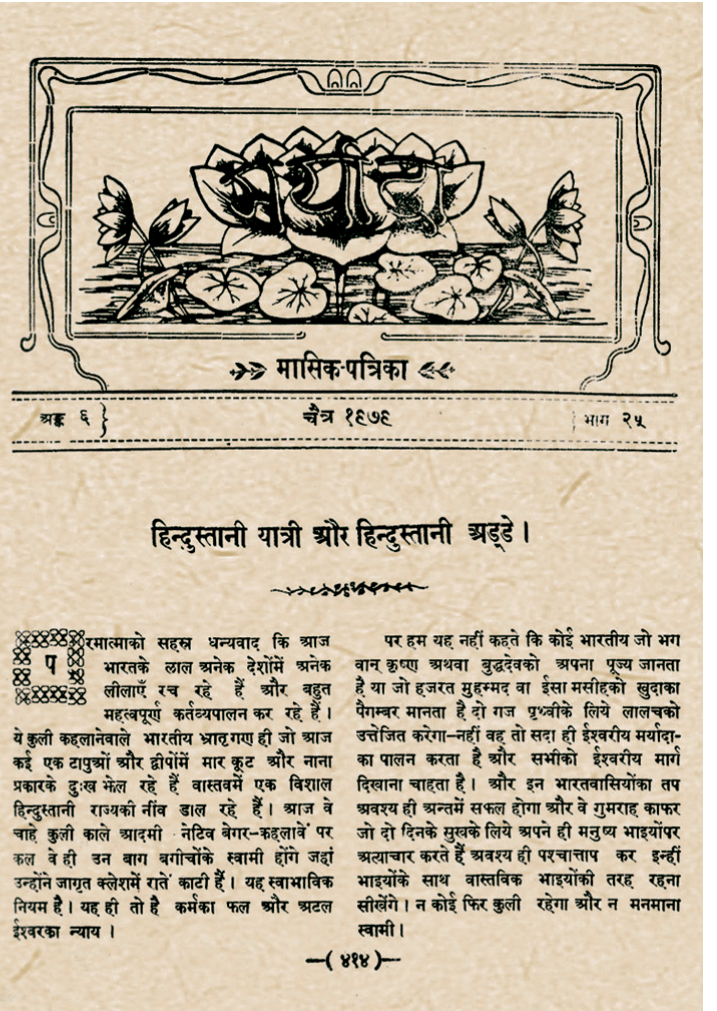 मर्यादा
मासिक-पत्रिका
अङ्क ६
चैत्र १९७९
भाग २५
हिन्दुस्तानी यात्री और हिन्दुस्तानी अड्डे।
परमात्माको सहस्र धन्यवाद कि आज
भारतके लाल अनेक देशोंमें अनेक
लीलाएँ रच रहे हैं और बहुत
महत्वपूर्ण कर्तव्यपालन कर रहे हैं।
ये कुली कहलानेवाले भारतीय भ्रातृगण ही जो आज
कई एक टापुओं और द्वीपोंमें मार कूट और नाना
प्रकारके दुःख झेल रहे हैं वास्तवमें एक विशाल
हिन्दुस्तानी राज्यकी नींव डाल रहे हैं। आज वे
चाहे कुली काले आदमी नेटिव बेगर-कहलावें पर
कल वे ही उन बाग बगीचोंके स्वामी होंगे जहां
उन्होंने जागृत क्लेशमें रातें काटी हैं। यह स्वाभाविक
नियम है। यह ही तो है कर्मका फल और अटल
ईश्वरका न्याय।
पर हम यह नहीं कहते कि कोई भारतीय जो भग
वान् कृष्ण अथवा बुद्धदेवको अपना पूज्य जानता
है या जो हजरत मुहम्मद वा ईसा मसीहको खुदाका
पैगम्बर मानता है दो गज पृथ्वीके लिये लालचको
उत्तेजित करेगा-नहीं वह तो सदा ही ईश्वरीय मर्यादा-
का पालन करता है और सभीको ईश्वरीय मार्ग
दिखाना चाहता है। और इन भारतवासियोंका तप
अवश्य ही अन्तमें सफल होगा और वे गुमराह काफर
जो दो दिनके सुखके लिये अपने ही मनुष्य भाइयोंपर
अत्याचार करते हैं अवश्य ही पश्चात्ताप कर इन्हीं
भाइयोंके साथ वास्तविक भाइयोंकी तरह रहना
सीखेंगे। न कोई फिर कुली रहेगा और न मनमाना
स्वामी।
—( ४१४ )—